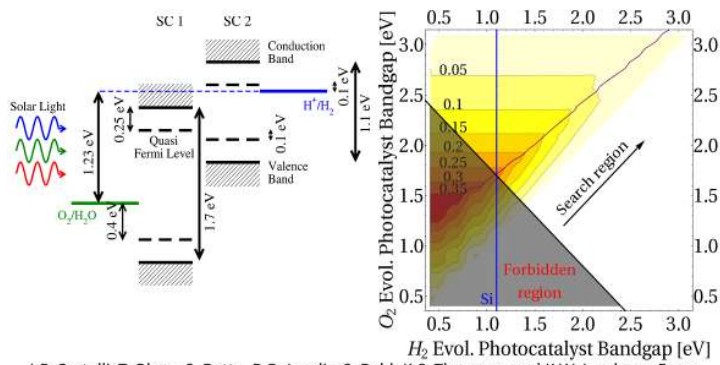 SC 1
SC 2
Conduction
Band
Solar Light
H⁺/H₂
0.25 eV
1.23 eV
Quasi
Fermi Level
0.1 eV
0.1 eV
1.1 eV
Valence
Band
O₂/H₂O
0.4 eV
1.7 eV
0.5 1.0 1.5 2.0 2.5 3.0
O₂ Evol. Photocatalyst Bandgap [eV]
3.0
2.5
2.0
1.5
1.0
0.5
0.05
0.1
0.15
0.2
0.25
0.3
0.35
Search region
Forbidden
region
Si
0.5 1.0 1.5 2.0 2.5 3.0
H₂ Evol. Photocatalyst Bandgap [eV]